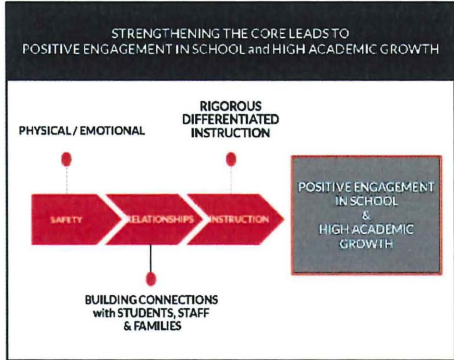 STRENGTHENING THE CORE LEADS TO
POSITIVE ENGAGEMENT IN SCHOOL and HIGH ACADEMIC GROWTH
RIGOROUS
DIFFERENTIATED
INSTRUCTION
PHYSICAL / EMOTIONAL
SAFETY
RELATIONSHIPS
INSTRUCTION
POSITIVE ENGAGEMENT
IN SCHOOL
&
HIGH ACADEMIC
GROWTH
BUILDING CONNECTIONS
with STUDENTS, STAFF
& FAMILIES